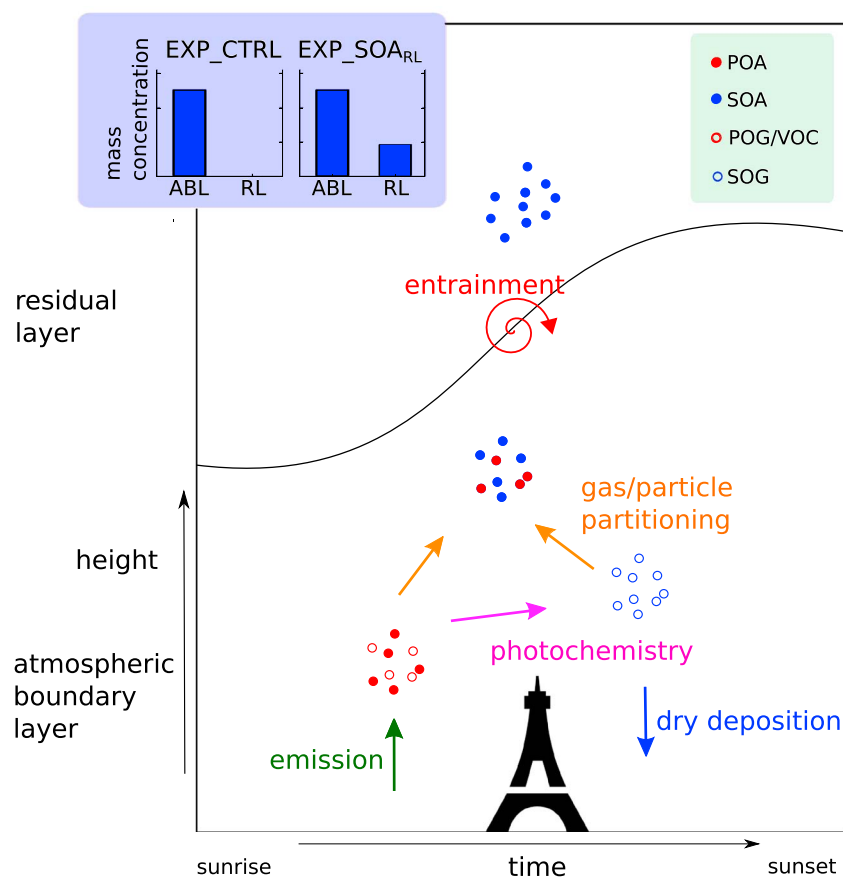 EXP_CTRL
EXP_SOA_RL
mass
concentration
ABL
RL
ABL
RL
POA
SOA
POG/VOC
SOG
entrainment
residual
layer
gas/particle
partitioning
height
photochemistry
atmospheric
boundary
layer
dry deposition
emission
sunrise
time
sunset